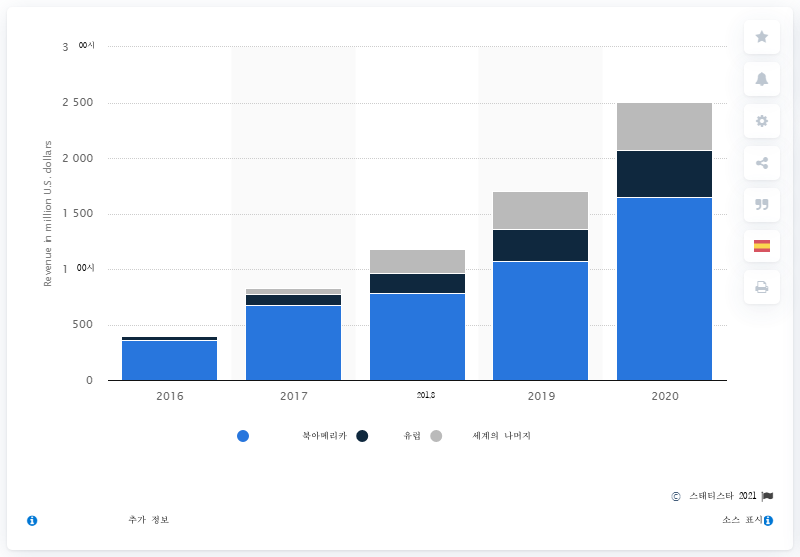 3 00시
2 500
2 000
1 500
1 00시
500
0
Revenue in million U.S. dollars
2016 2017 2018 2019 2020
북아메리카 유럽 세계의 나머지
© 스태티스타 2021
추가 정보 소스 표시